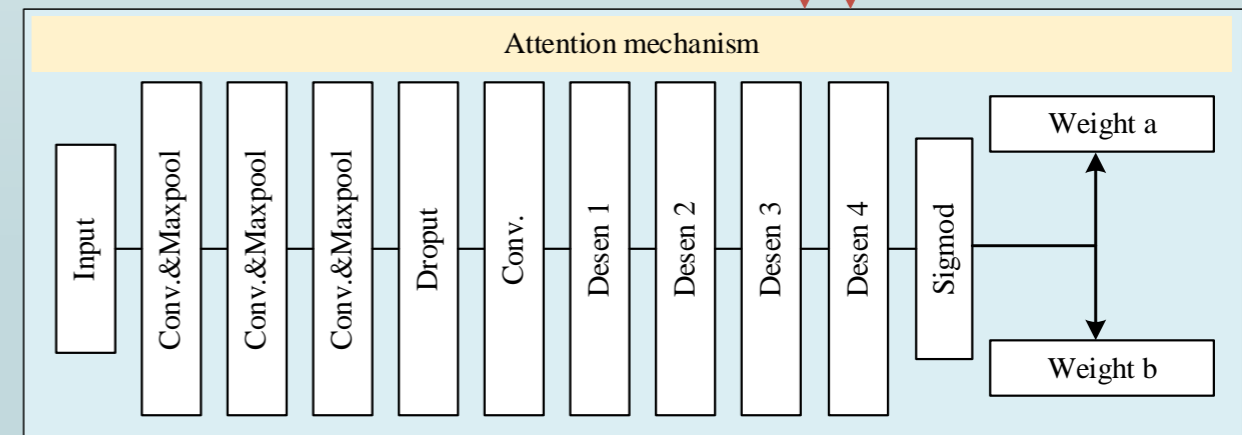 Attention mechanism
Input
Conv.&Maxpool
Conv.&Maxpool
Conv.&Maxpool
Droput
Conv.
Desen 1
Desen 2
Desen 3
Desen 4
Sigmod
Weight a
Weight b